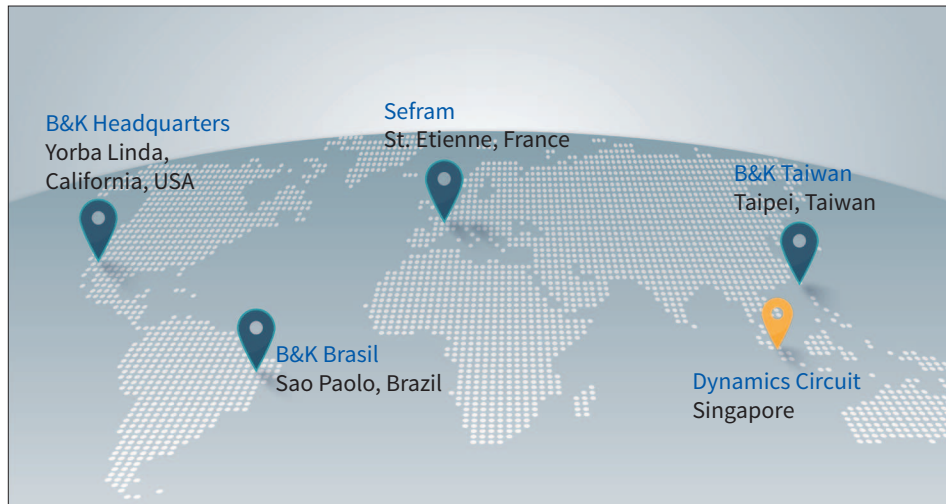 B&K Headquarters
Yorba Linda,
California, USA
Sefram
St. Etienne, France
B&K Taiwan
Taipei, Taiwan
B&K Brasil
Sao Paolo, Brazil
Dynamics Circuit
Singapore